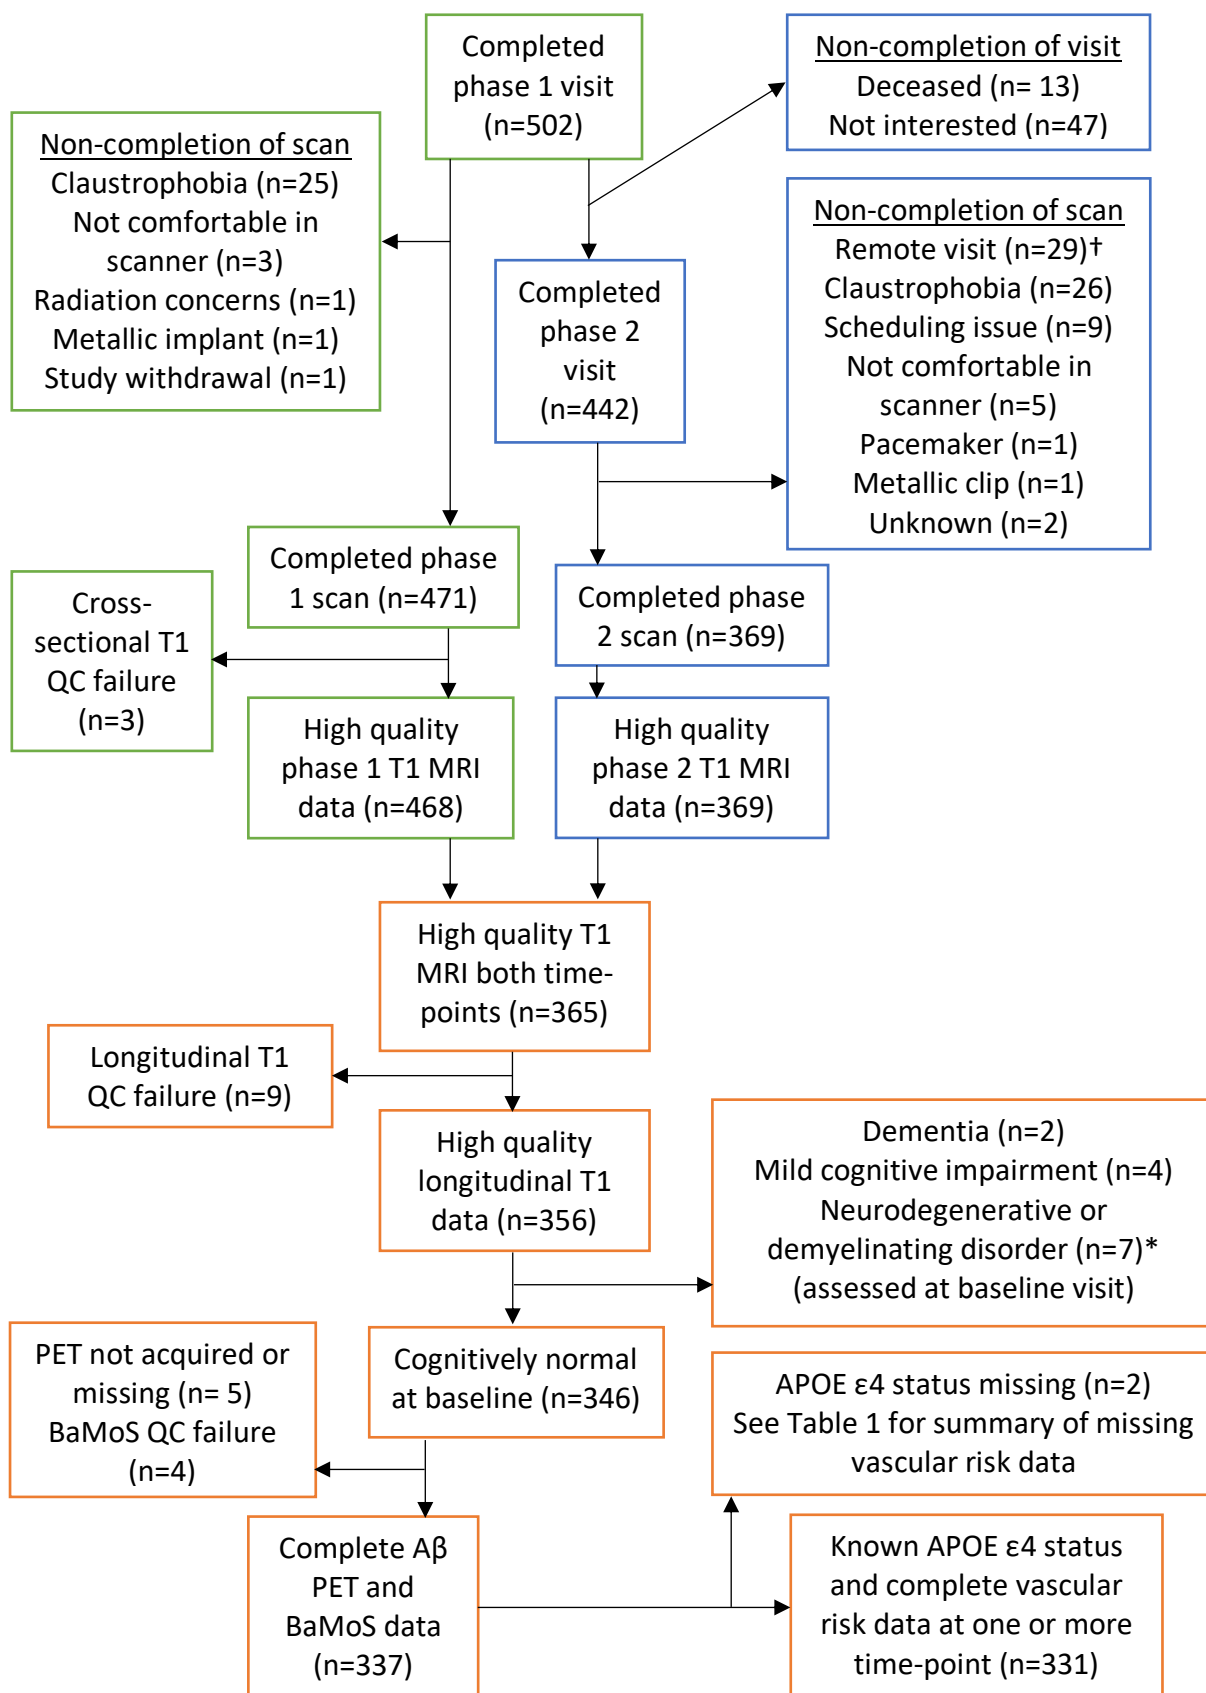 Completed
phase 1 visit
(n=502)
Non-completion of visit
Deceased (n= 13)
Not interested (n=47)
Non-completion of scan
Claustrophobia (n=25)
Not comfortable in
scanner (n=3)
Radiation concerns (n=1)
Metallic implant (n=1)
Study withdrawal (n=1)
Non-completion of scan
Remote visit (n=29)†
Claustrophobia (n=26)
Scheduling issue (n=9)
Not comfortable in
scanner (n=5)
Pacemaker (n=1)
Metallic clip (n=1)
Unknown (n=2)
Completed
phase 2
visit
(n=442)
Completed phase
1 scan (n=471)
Completed phase
2 scan (n=369)
Cross-
sectional T1
QC failure
(n=3)
High quality
phase 1 T1 MRI
data (n=468)
High quality
phase 2 T1 MRI
data (n=369)
High quality T1
MRI both time-
points (n=365)
Longitudinal T1
QC failure (n=9)
High quality
longitudinal T1
data (n=356)
Dementia (n=2)
Mild cognitive impairment (n=4)
Neurodegenerative or
demyelinating disorder (n=7)*
(assessed at baseline visit)
PET not acquired or
missing (n= 5)
BaMoS QC failure
(n=4)
Cognitively normal
at baseline (n=346)
APOE ε4 status missing (n=2)
See Table 1 for summary of missing
vascular risk data
Complete Aβ
PET and
BaMoS data
(n=337)
Known APOE ε4 status
and complete vascular
risk data at one or more
time-point (n=331)